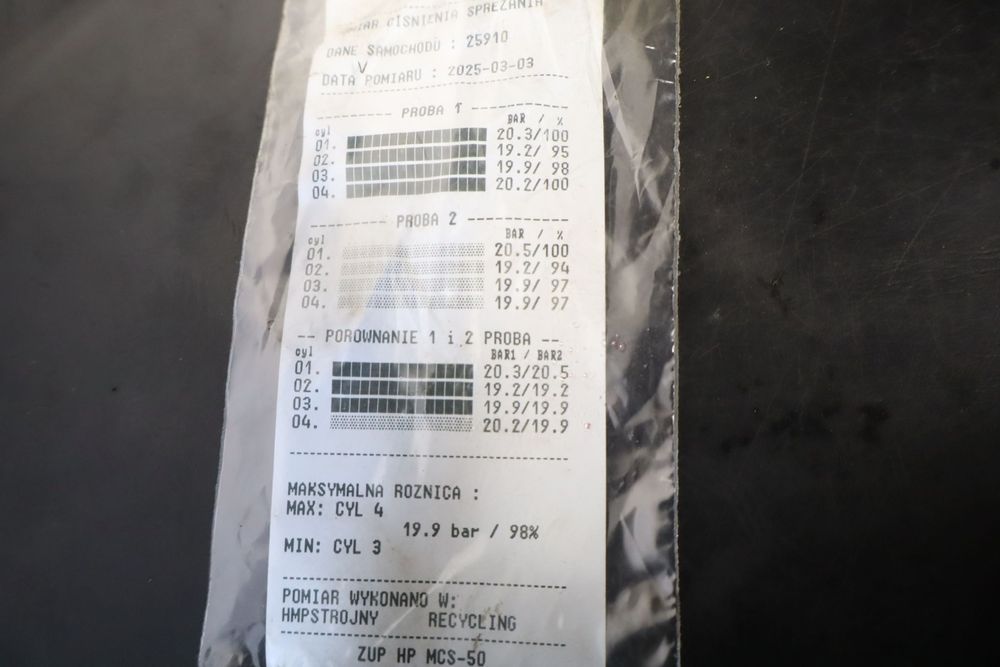 CIŚNIENIA SPREZANIA
DANE SAMOCHODU : 25910
DATA POMIARU : 2025-03-03
PROBA 1
cyl BAR / %
01. 20.3/100
02. 19.2/ 95
03. 19.9/ 98
04. 20.2/100
PROBA 2
cyl BAR / %
01. 20.5/100
02. 19.2/ 94
03. 19.9/ 97
04. 19.9/ 97
-- POROWNANIE 1 i 2 PROBA --
cyl BAR1 / BAR2
01. 20.3/20.5
02. 19.2/19.2
03. 19.9/19.9
04. 20.2/19.9
MAKSYMALNA ROZNICA :
MAX: CYL 4
19.9 bar / 98%
MIN: CYL 3
POMIAR WYKONANO W:
HMPSTROJNY RECYCLING
ZUP HP MCS-50